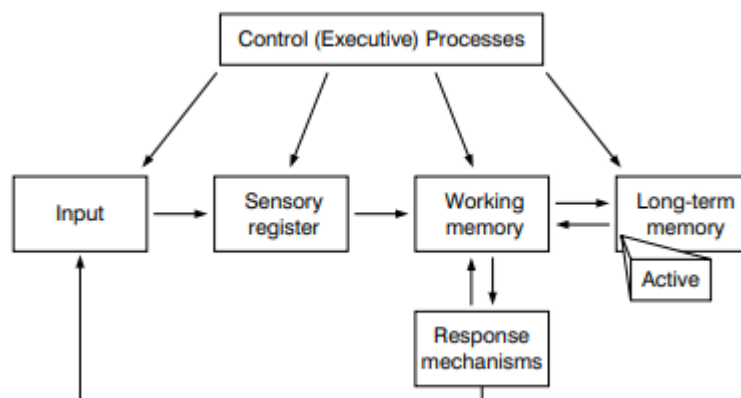 Control (Executive) Processes
Input
Sensory
register
Working
memory
Long-term
memory
Active
Response
mechanisms